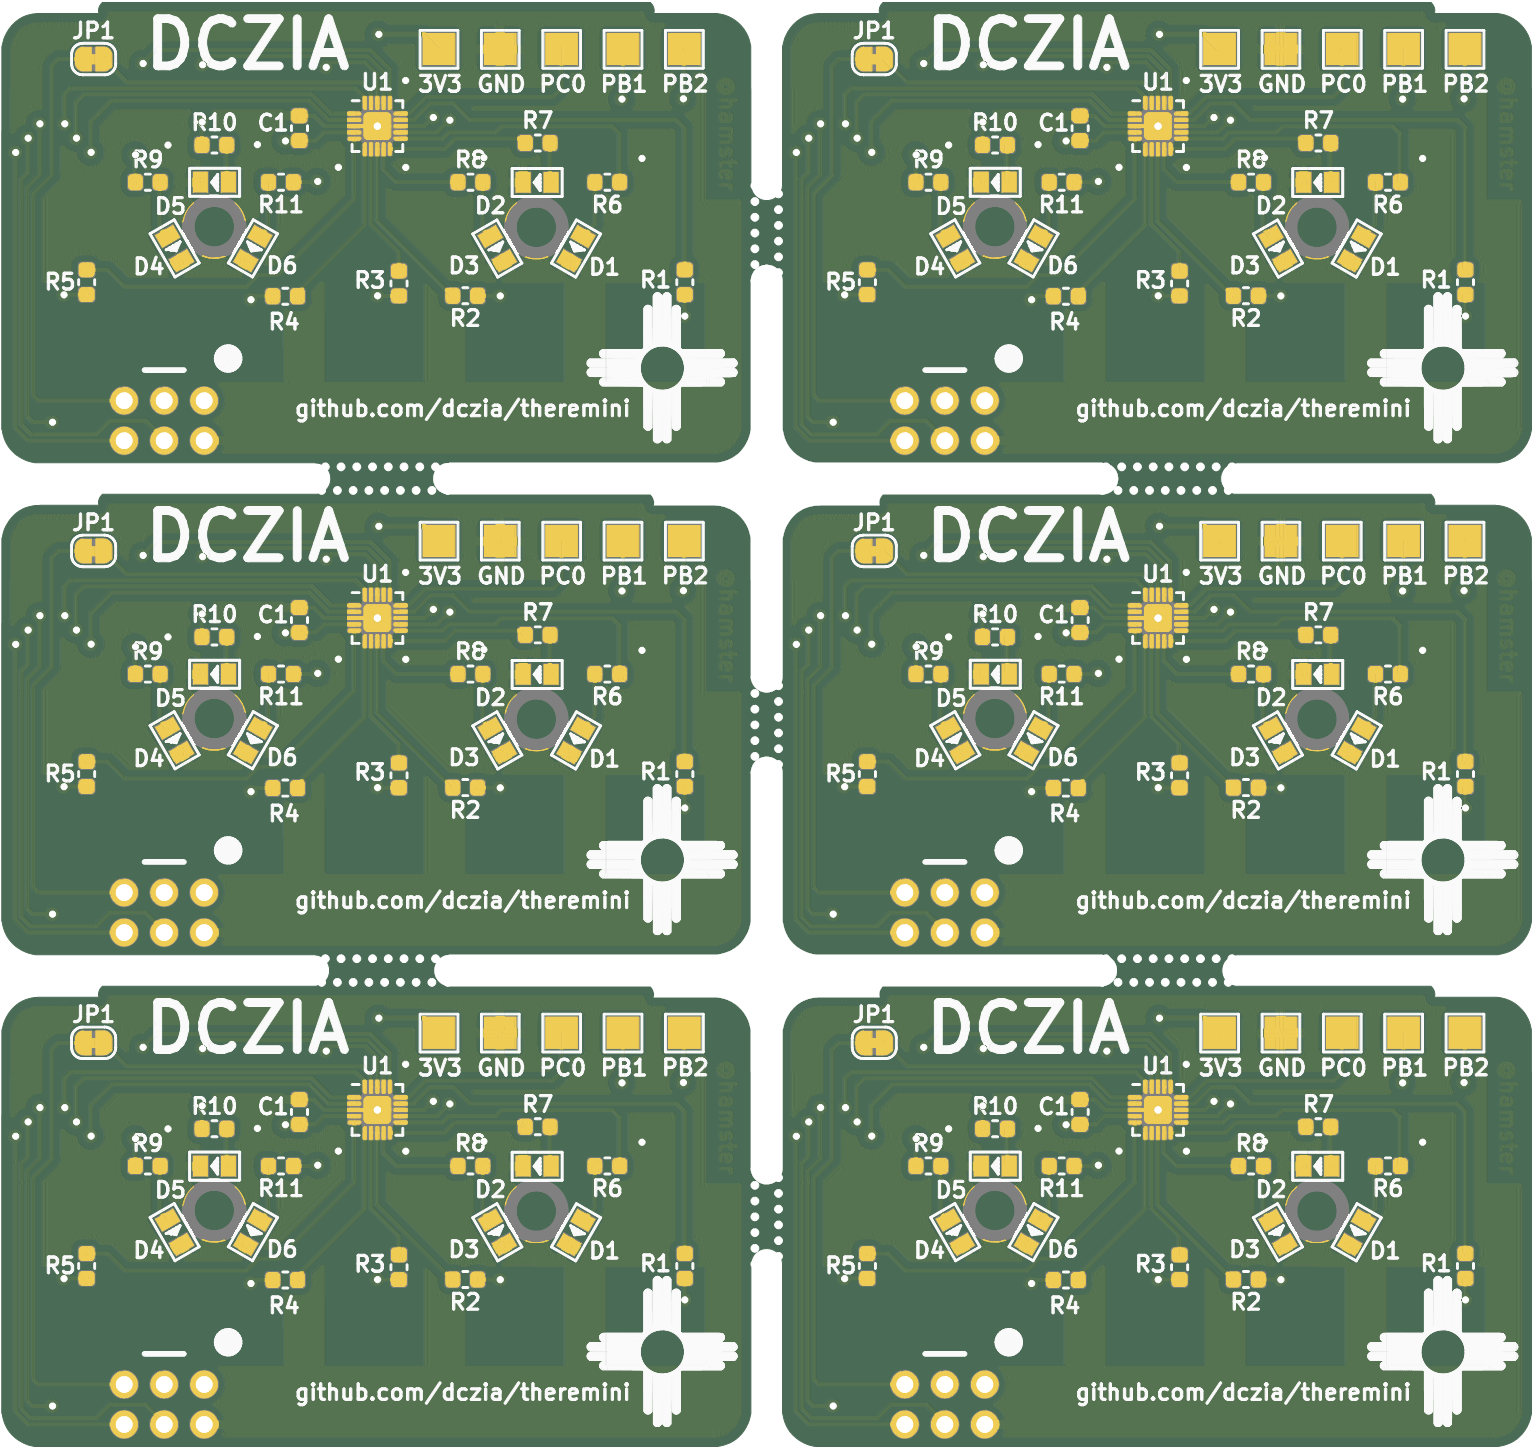 DCZIA DCZIA
JP1 JP1
3V3 GND PC0 PB1 PB2 3V3 GND PC0 PB1 PB2
U1 U1
@hamster @hamster
R10 C1 R7 R10 C1 R7
R9 R8 R9 R8
D5 R11 D2 R6 D5 R11 D2 R6
D4 D6 D3 D1 D4 D6 D3 D1
R5 R3 R1 R5 R3 R1
R4 R2 R4 R2
github.com/dczia/theremini github.com/dczia/theremini
DCZIA DCZIA
JP1 JP1
3V3 GND PC0 PB1 PB2 3V3 GND PC0 PB1 PB2
U1 U1
@hamster @hamster
R10 C1 R7 R10 C1 R7
R9 R8 R9 R8
D5 R11 D2 R6 D5 R11 D2 R6
D4 D6 D3 D1 D4 D6 D3 D1
R5 R3 R1 R5 R3 R1
R4 R2 R4 R2
github.com/dczia/theremini github.com/dczia/theremini
DCZIA DCZIA
JP1 JP1
3V3 GND PC0 PB1 PB2 3V3 GND PC0 PB1 PB2
U1 U1
@hamster @hamster
R10 C1 R7 R10 C1 R7
R9 R8 R9 R8
D5 R11 D2 R6 D5 R11 D2 R6
D4 D6 D3 D1 D4 D6 D3 D1
R5 R3 R1 R5 R3 R1
R4 R2 R4 R2
github.com/dczia/theremini github.com/dczia/theremini